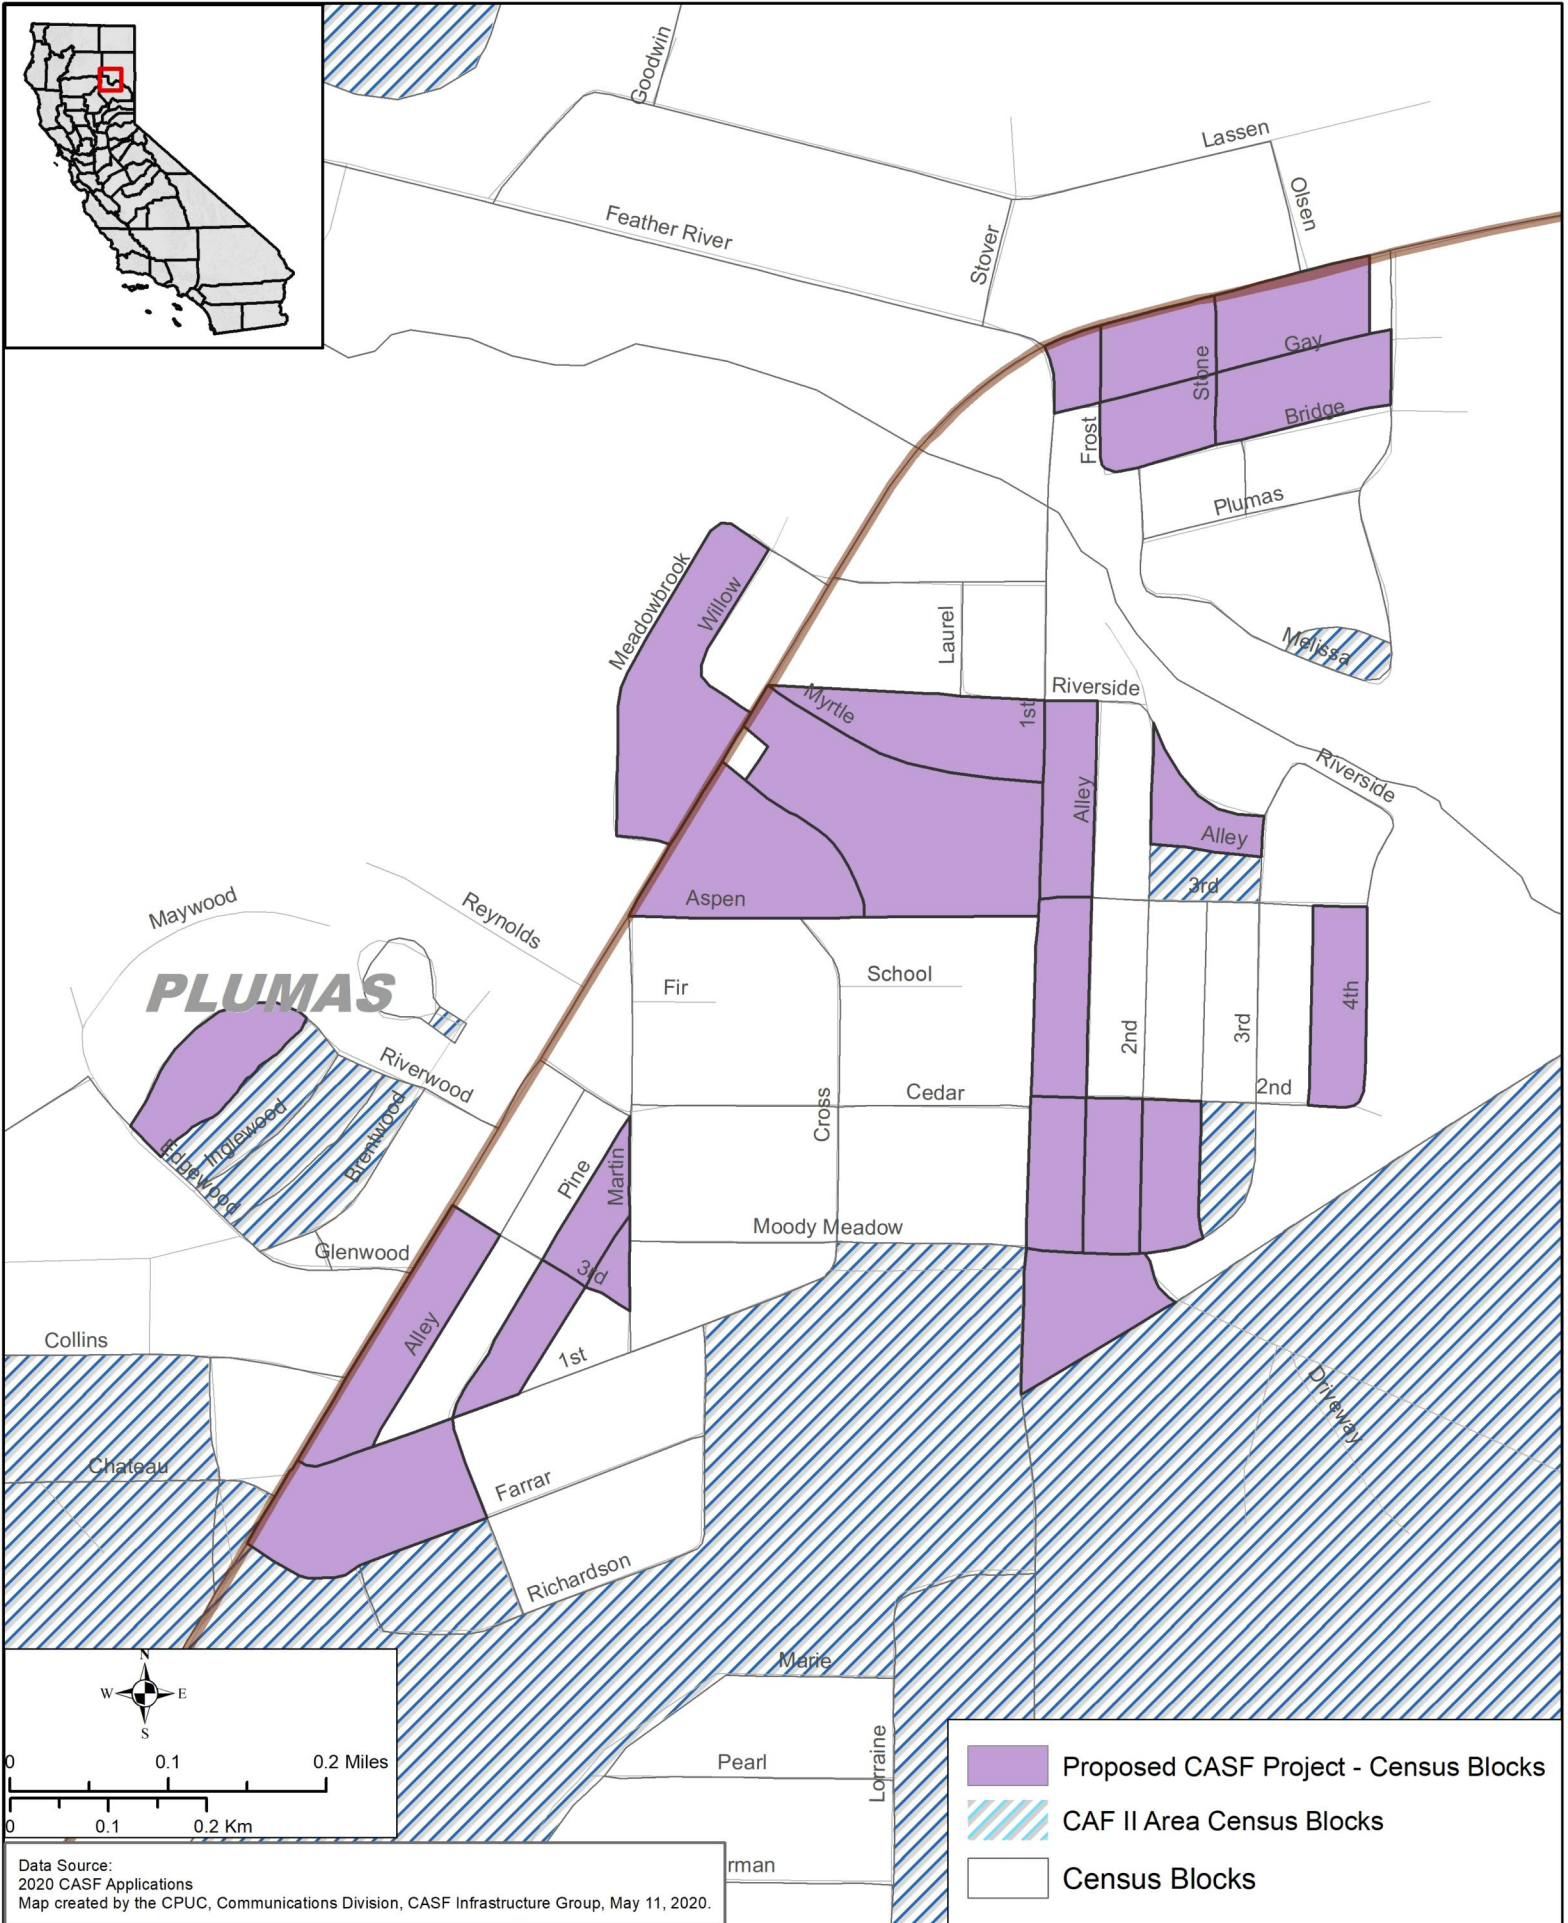 Goodwin
Lassen
Olsen
Feather River
Stover
Gay
Stone
Bridge
Frost
Plumas
Meadowbrook
Willow
Laurel
Melissa
Riverside
Myrtle
1st
Riverside
Alley
Alley
3rd
Aspen
Maywood
Reynolds
School
Fir
PLUMAS
4th
2nd
3rd
Riverwood
2nd
Cedar
Cross
Inglewood
Brentwood
Edgewood
Pine
Martin
Moody Meadow
Glenwood
3rd
Alley
Collins
1st
Driveway
Chateau
Farrar
Richardson
Marie
Pearl
Lorraine
rman
N
W E
S
0 0.1 0.2 Miles
0 0.1 0.2 Km
Proposed CASF Project - Census Blocks
CAF II Area Census Blocks
Census Blocks
Data Source:
2020 CASF Applications
Map created by the CPUC, Communications Division, CASF Infrastructure Group, May 11, 2020.